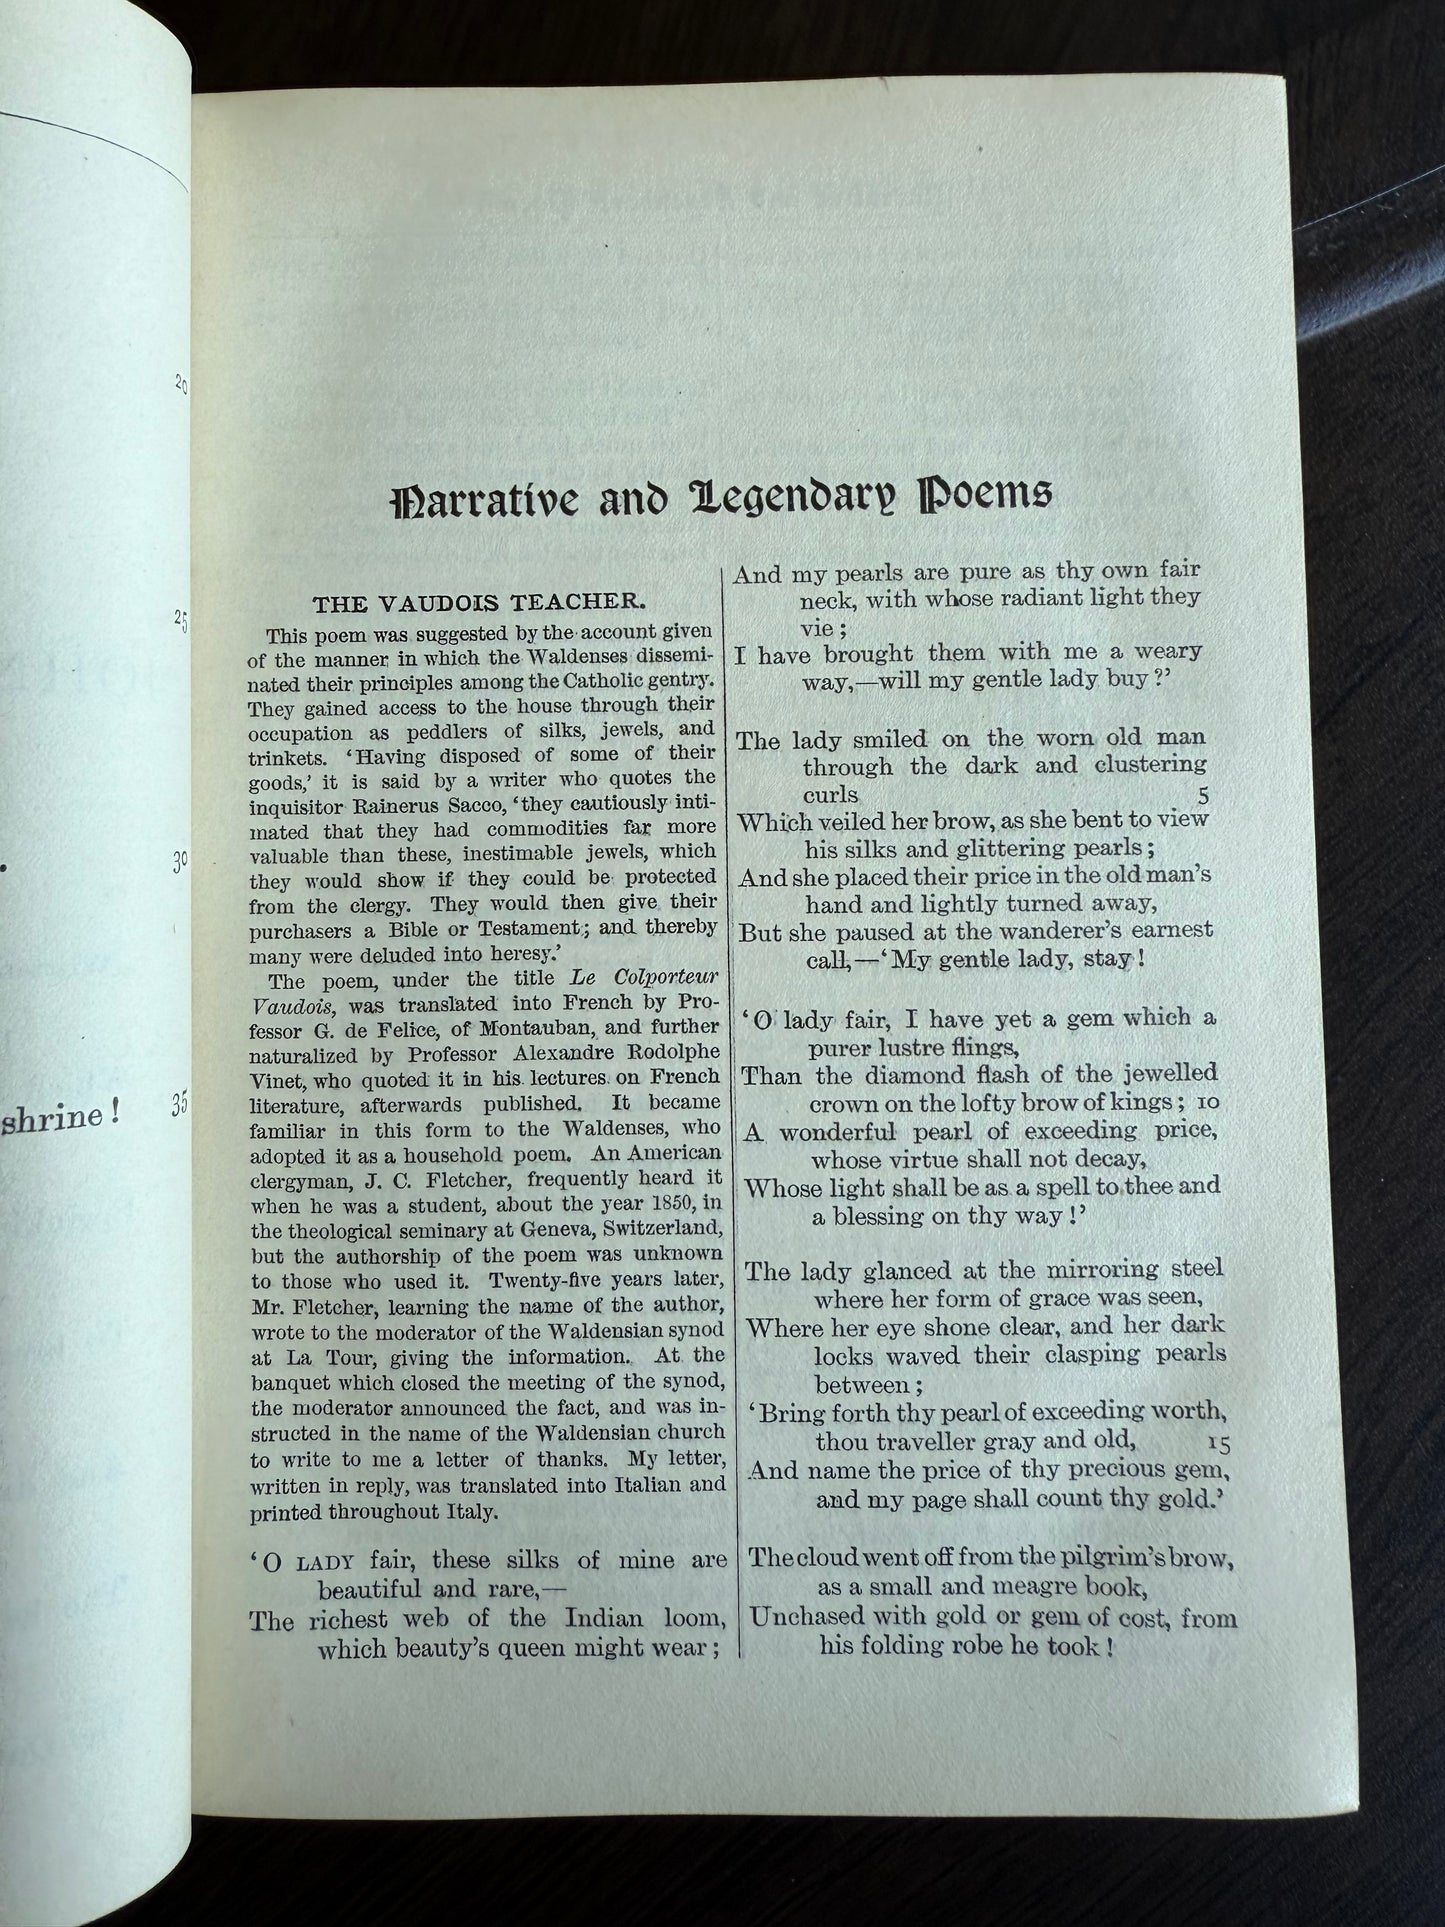 20
25
30
shrine !
35
Narrative and Legendary Poems
THE VAUDOIS TEACHER.
This poem was suggested by the account given
of the manner in which the Waldenses dissemi-
nated their principles among the Catholic gentry.
They gained access to the house through their
occupation as peddlers of silks, jewels, and
trinkets. ‘Having disposed of some of their
goods,’ it is said by a writer who quotes the
inquisitor Rainerus Sacco, ‘they cautiously inti-
mated that they had commodities far more
valuable than these, inestimable jewels, which
they would show if they could be protected
from the clergy. They would then give their
purchasers a Bible or Testament; and thereby
many were deluded into heresy.’
The poem, under the title Le Colporteur
Vaudois, was translated into French by Pro-
fessor G. de Felice, of Montauban, and further
naturalized by Professor Alexandre Rodolphe
Vinet, who quoted it in his lectures on French
literature, afterwards published. It became
familiar in this form to the Waldenses, who
adopted it as a household poem. An American
clergyman, J. C. Fletcher, frequently heard it
when he was a student, about the year 1850, in
the theological seminary at Geneva, Switzerland,
but the authorship of the poem was unknown
to those who used it. Twenty-five years later,
Mr. Fletcher, learning the name of the author,
wrote to the moderator of the Waldensian synod
at La Tour, giving the information. At the
banquet which closed the meeting of the synod,
the moderator announced the fact, and was in-
structed in the name of the Waldensian church
to write to me a letter of thanks. My letter,
written in reply, was translated into Italian and
printed throughout Italy.
‘O LADY fair, these silks of mine are
beautiful and rare,—
The richest web of the Indian loom,
which beauty’s queen might wear ;
And my pearls are pure as thy own fair
neck, with whose radiant light they
vie ;
I have brought them with me a weary
way,—will my gentle lady buy ?’
The lady smiled on the worn old man
through the dark and clustering
curls 5
Which veiled her brow, as she bent to view
his silks and glittering pearls ;
And she placed their price in the old man’s
hand and lightly turned away,
But she paused at the wanderer’s earnest
call,—‘My gentle lady, stay !
‘O lady fair, I have yet a gem which a
purer lustre flings,
Than the diamond flash of the jewelled
crown on the lofty brow of kings ; 10
A wonderful pearl of exceeding price,
whose virtue shall not decay,
Whose light shall be as a spell to thee and
a blessing on thy way !’
The lady glanced at the mirroring steel
where her form of grace was seen,
Where her eye shone clear, and her dark
locks waved their clasping pearls
between ;
‘Bring forth thy pearl of exceeding worth,
thou traveller gray and old, 15
And name the price of thy precious gem,
and my page shall count thy gold.’
The cloud went off from the pilgrim’s brow,
as a small and meagre book,
Unchased with gold or gem of cost, from
his folding robe he took !